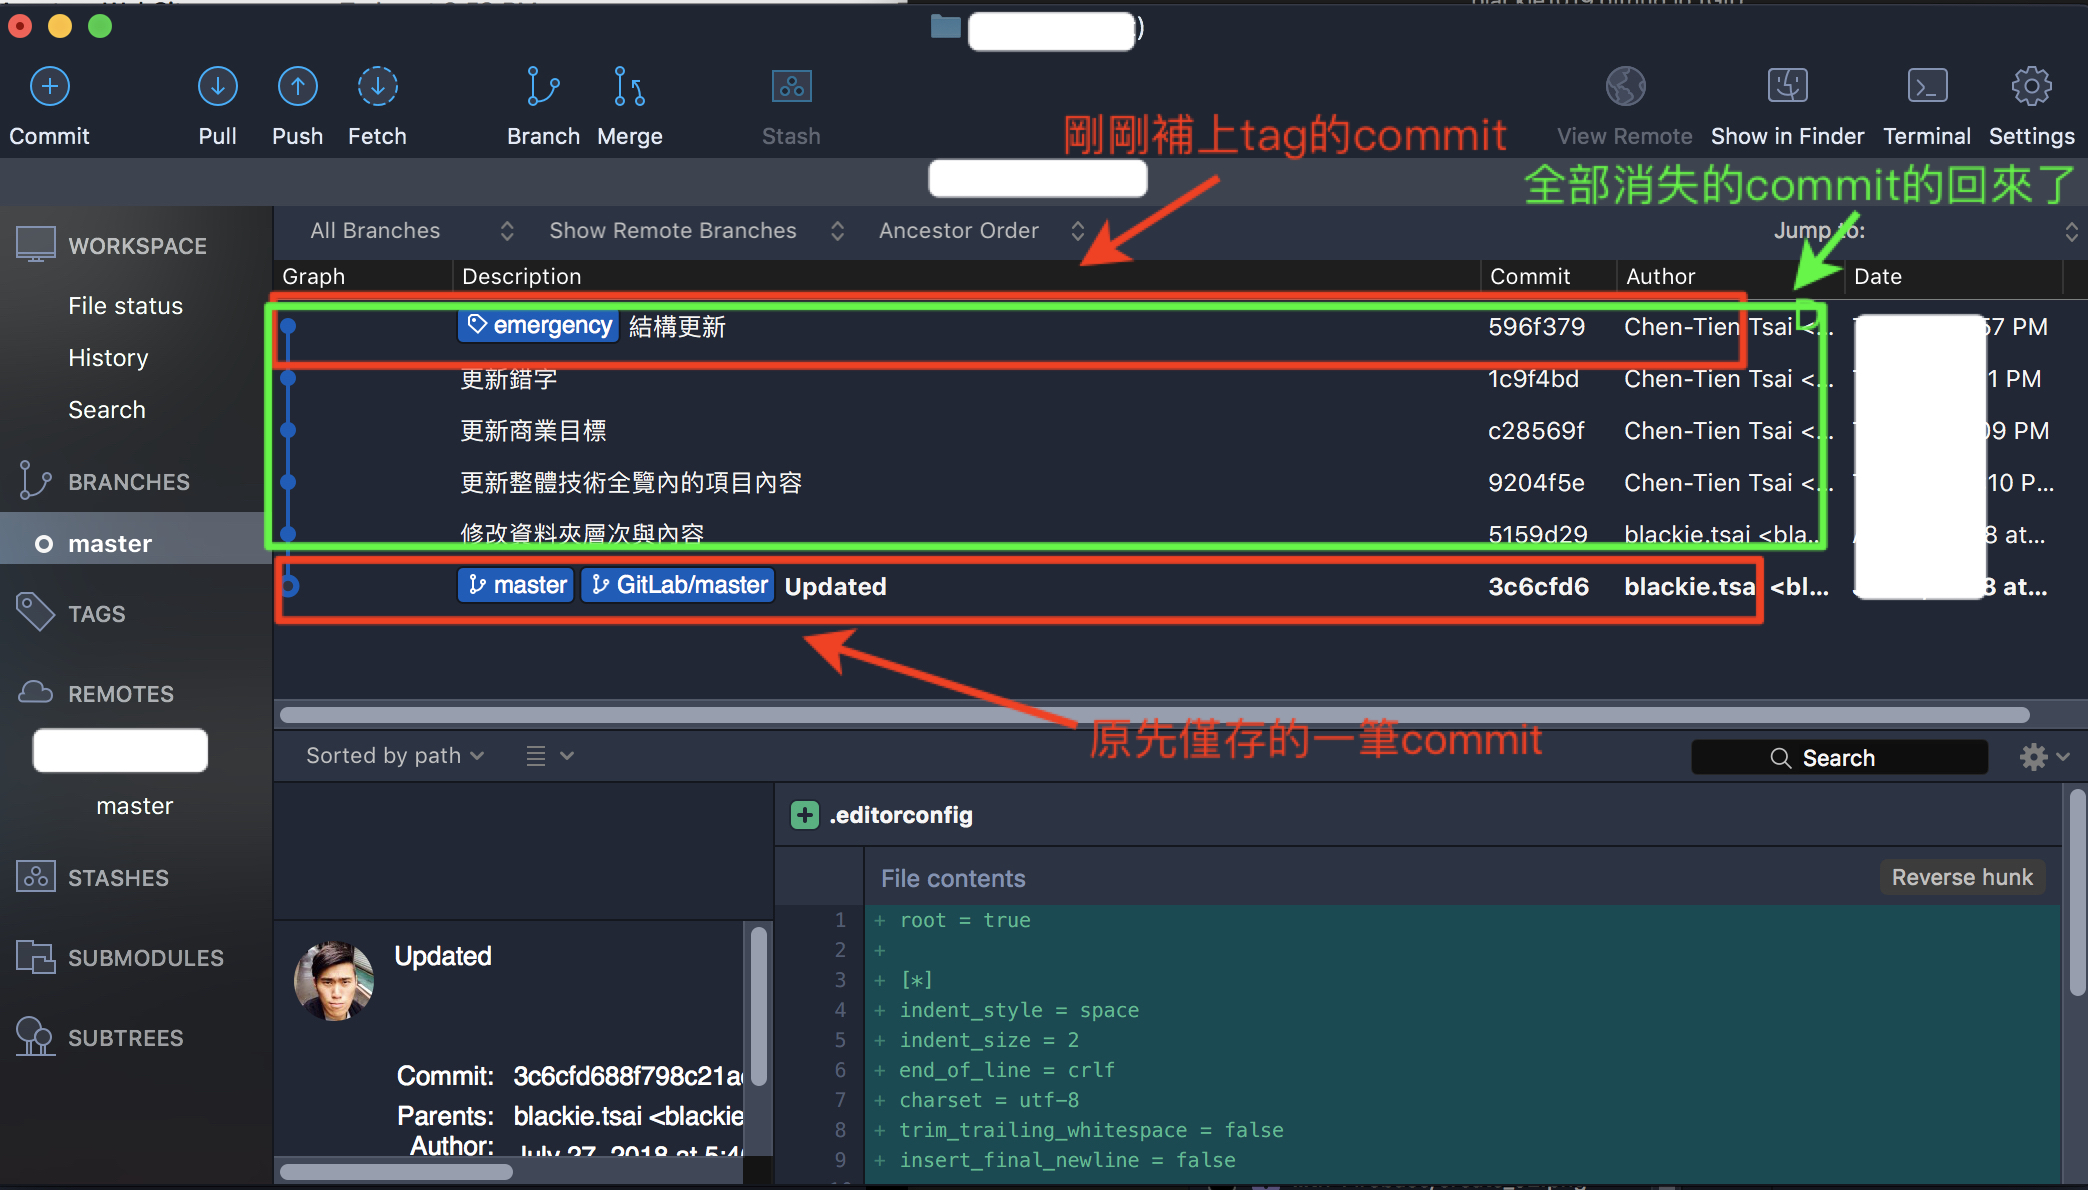 )
Commit
Pull
Push
Fetch
Branch
Merge
Stash
View Remote
Show in Finder
Terminal
Settings
剛剛補上tag的commit
全部消失的commit的回來了
WORKSPACE
File status
History
Search
BRANCHES
master
TAGS
REMOTES
master
STASHES
SUBMODULES
SUBTREES
All Branches
Show Remote Branches
Ancestor Order
Jump to:
Graph Description Commit Author Date
emergency 結構更新 596f379 Chen-Tien Tsai <... 57 PM
更新錯字 1c9f4bd Chen-Tien Tsai <... 1 PM
更新商業目標 c28569f Chen-Tien Tsai <... 09 PM
更新整體技術全覽內的項目內容 9204f5e Chen-Tien Tsai <... 10 P...
修改資料夾層次與內容 5159d29 blackie.tsai <bla... 8 at...
master GitLab/master Updated 3c6cfd6 blackie.tsa <bl... 8 at...
原先僅存的一筆commit
Sorted by path
Search
.editorconfig
File contents
Reverse hunk
1 + root = true
2 +
3 + [*]
4 + indent_style = space
5 + indent_size = 2
6 + end_of_line = crlf
7 + charset = utf-8
8 + trim_trailing_whitespace = false
9 + insert_final_newline = false
Updated
Commit: 3c6cfd688f798c21a
Parents: blackie.tsai <blackie
Author: July 27, 2018 at 5:4